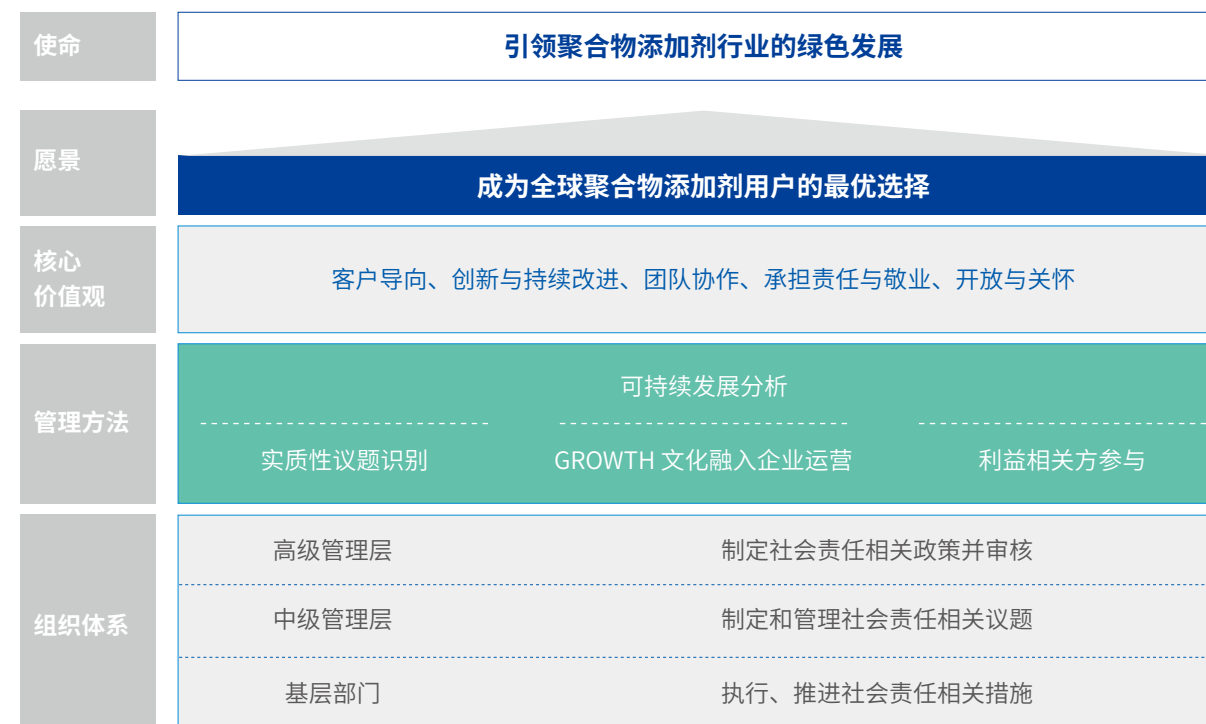 使命
引领聚合物添加剂行业的绿色发展
愿景
成为全球聚合物添加剂用户的最优选择
核心
价值观
客户导向、创新与持续改进、团队协作、承担责任与敬业、开放与关怀
管理方法
可持续发展分析
实质性议题识别
GROWTH 文化融入企业运营
利益相关方参与
组织体系
高级管理层
制定社会责任相关政策并审核
中级管理层
制定和管理社会责任相关议题
基层部门
执行、推进社会责任相关措施